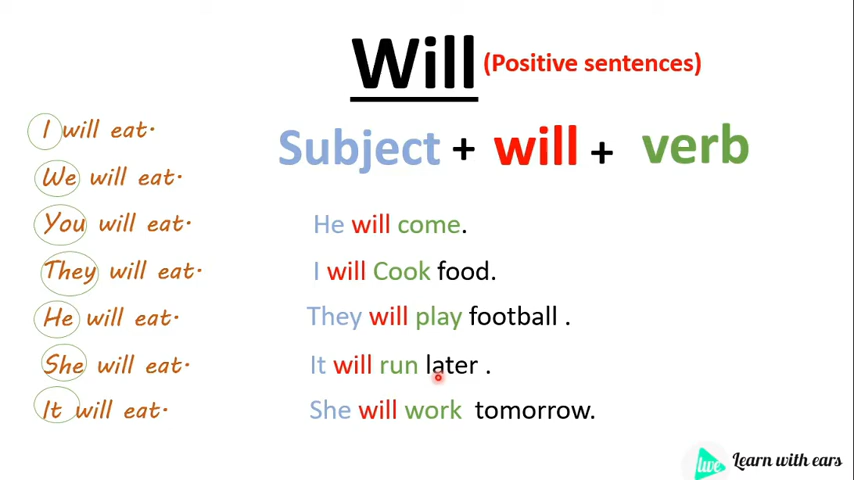 Will (Positive sentences)
Subject + will + verb
I will eat.
We will eat.
You will eat.
They will eat.
He will eat.
She will eat.
It will eat.
He will come.
I will Cook food.
They will play football .
It will run later .
She will work tomorrow.
live
Learn with ears